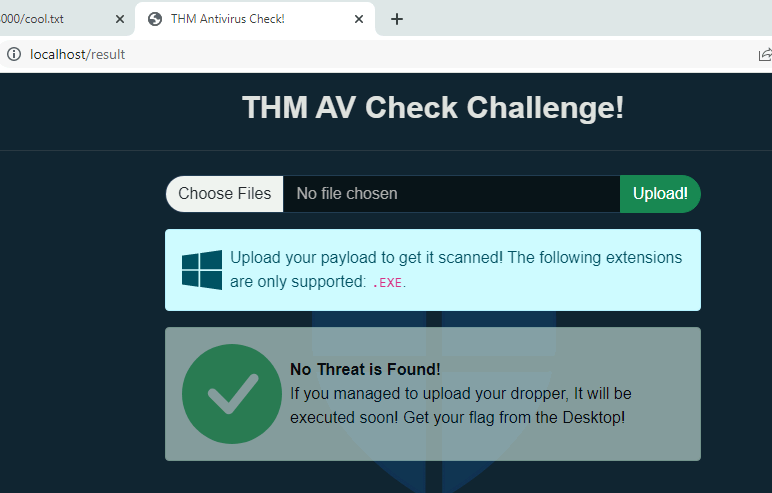 000/cool.txt
THM Antivirus Check!
localhost/result
THM AV Check Challenge!
Choose Files No file chosen Upload!
Upload your payload to get it scanned! The following extensions
are only supported: .EXE.
No Threat is Found!
If you managed to upload your dropper, It will be
executed soon! Get your flag from the Desktop!